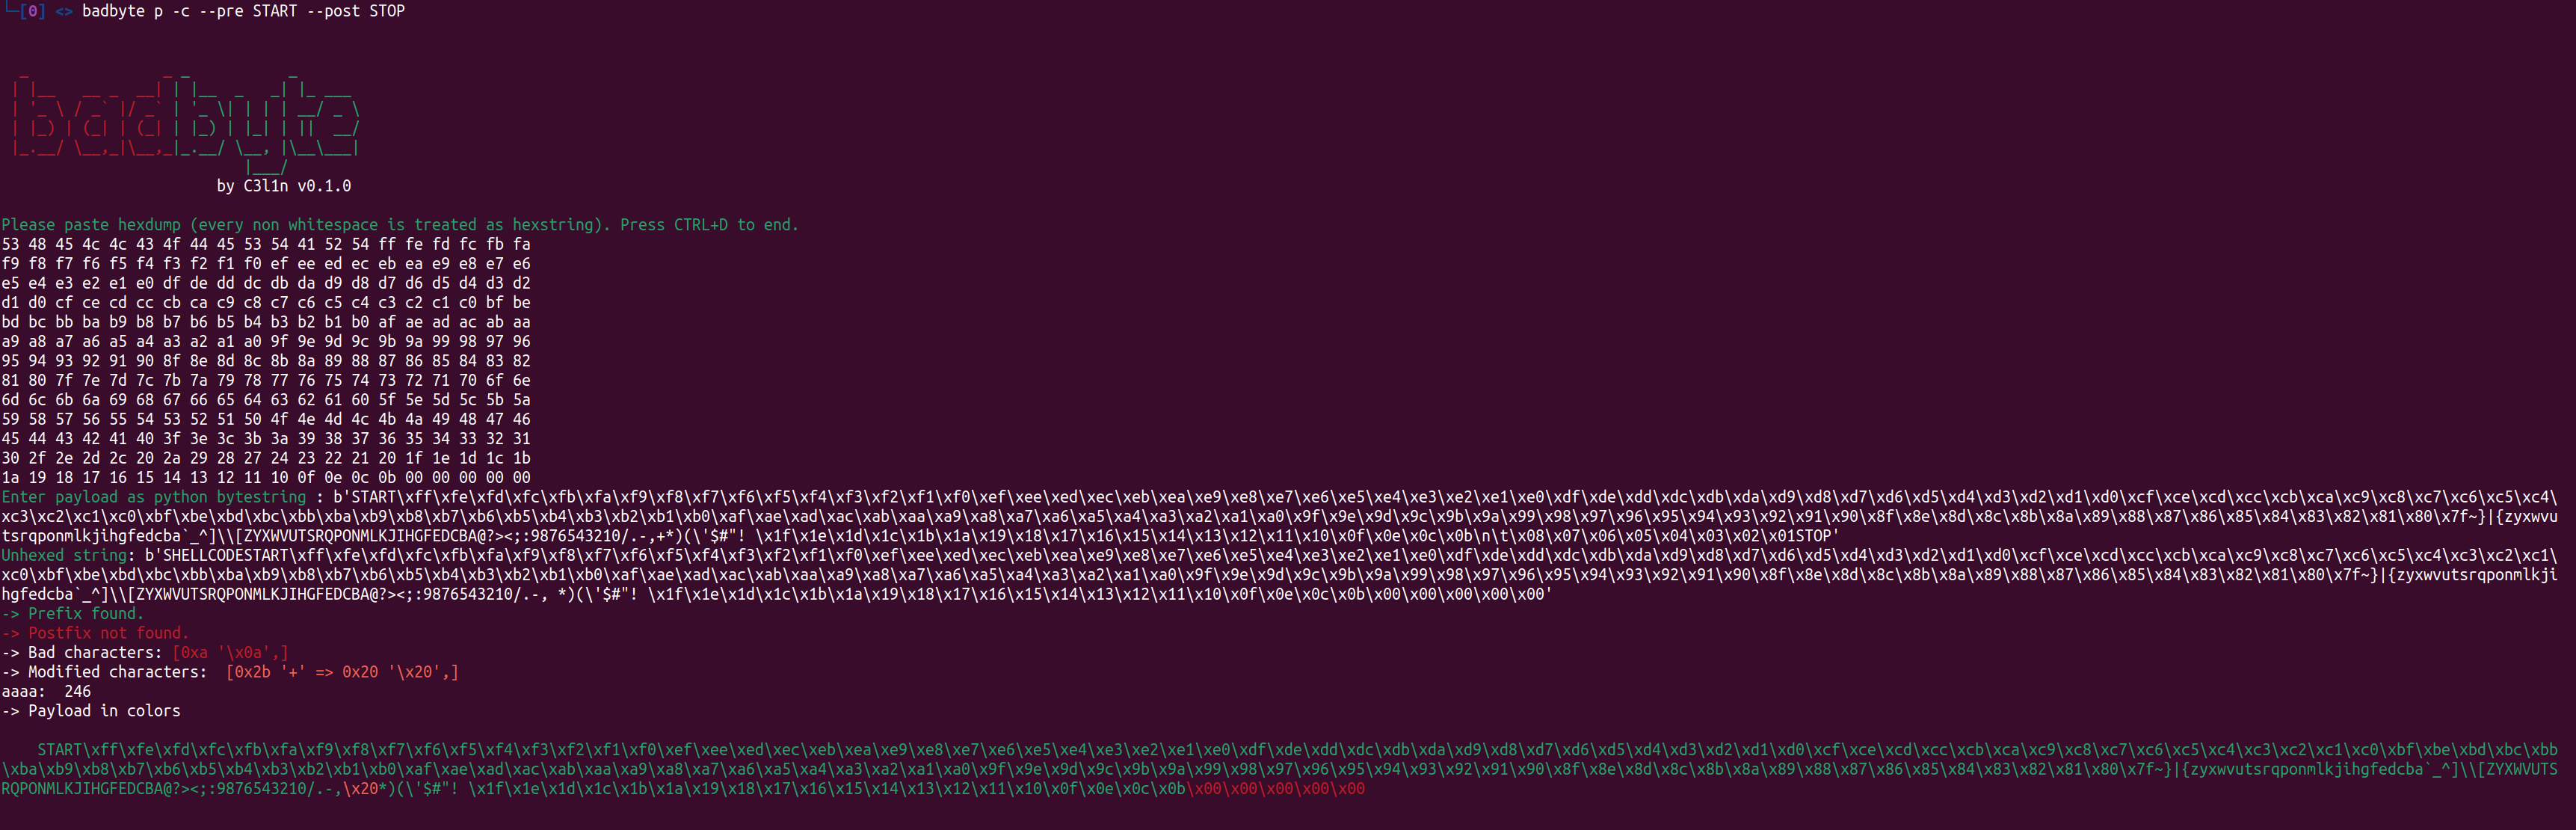 └─[0] <> badbyte p -c --pre START --post STOP
  _               _ _           _
 | |__   __ _  __| | |__  _   _| |_ ___
 | '_ \ / _` |/ _` | '_ \| | | | __/ _ \
 | |_) | (_| | (_| | |_) | |_| | ||  __/
 |_.__/ \__,_|\__,_|_.__/ \__, |\__\___|
                          |___/
by C3l1n v0.1.0
Please paste hexdump (every non whitespace is treated as hexstring). Press CTRL+D to end.
53 48 45 4c 4c 43 4f 44 45 53 54 41 52 54 ff fe fd fc fb fa
f9 f8 f7 f6 f5 f4 f3 f2 f1 f0 ef ee ed ec eb ea e9 e8 e7 e6
e5 e4 e3 e2 e1 e0 df de dd dc db da d9 d8 d7 d6 d5 d4 d3 d2
d1 d0 cf ce cd cc cb ca c9 c8 c7 c6 c5 c4 c3 c2 c1 c0 bf be
bd bc bb ba b9 b8 b7 b6 b5 b4 b3 b2 b1 b0 af ae ad ac ab aa
a9 a8 a7 a6 a5 a4 a3 a2 a1 a0 9f 9e 9d 9c 9b 9a 99 98 97 96
95 94 93 92 91 90 8f 8e 8d 8c 8b 8a 89 88 87 86 85 84 83 82
81 80 7f 7e 7d 7c 7b 7a 79 78 77 76 75 74 73 72 71 70 6f 6e
6d 6c 6b 6a 69 68 67 66 65 64 63 62 61 60 5f 5e 5d 5c 5b 5a
59 58 57 56 55 54 53 52 51 50 4f 4e 4d 4c 4b 4a 49 48 47 46
45 44 43 42 41 40 3f 3e 3c 3b 3a 39 38 37 36 35 34 33 32 31
30 2f 2e 2d 2c 20 2a 29 28 27 24 23 22 21 20 1f 1e 1d 1c 1b
1a 19 18 17 16 15 14 13 12 11 10 0f 0e 0c 0b 00 00 00 00 00
Enter payload as python bytestring : b'START\xff\xfe\xfd\xfc\xfb\xfa\xf9\xf8\xf7\xf6\xf5\xf4\xf3\xf2\xf1\xf0\xef\xee\xed\xec\xeb\xea\xe9\xe8\xe7\xe6\xe5\xe4\xe3\xe2\xe1\xe0\xdf\xde\xdd\xdc\xdb\xda\xd9\xd8\xd7\xd6\xd5\xd4\xd3\xd2\xd1\xd0\xcf\xce\xcd\xcc\xcb\xca\xc9\xc8\xc7\xc6\xc5\xc4\
xc3\xc2\xc1\xc0\xbf\xbe\xbd\xbc\xbb\xba\xb9\xb8\xb7\xb6\xb5\xb4\xb3\xb2\xb1\xb0\xaf\xae\xad\xac\xab\xaa\xa9\xa8\xa7\xa6\xa5\xa4\xa3\xa2\xa1\xa0\x9f\x9e\x9d\x9c\x9b\x9a\x99\x98\x97\x96\x95\x94\x93\x92\x91\x90\x8f\x8e\x8d\x8c\x8b\x8a\x89\x88\x87\x86\x85\x84\x83\x82\x81\x80\x7f~}|{zyxwvu
tsrqponmlkjihgfedcba`_^]\\[ZYXWVUTSRQPONMLKJIHGFEDCBA@?><;:9876543210/.-,+*)(\'$#"! \x1f\x1e\x1d\x1c\x1b\x1a\x19\x18\x17\x16\x15\x14\x13\x12\x11\x10\x0f\x0e\x0c\x0b\n\t\x08\x07\x06\x05\x04\x03\x02\x01STOP'
Unhexed string: b'SHELLCODESTART\xff\xfe\xfd\xfc\xfb\xfa\xf9\xf8\xf7\xf6\xf5\xf4\xf3\xf2\xf1\xf0\xef\xee\xed\xec\xeb\xea\xe9\xe8\xe7\xe6\xe5\xe4\xe3\xe2\xe1\xe0\xdf\xde\xdd\xdc\xdb\xda\xd9\xd8\xd7\xd6\xd5\xd4\xd3\xd2\xd1\xd0\xcf\xce\xcd\xcc\xcb\xca\xc9\xc8\xc7\xc6\xc5\xc4\xc3\xc2\xc1\
xc0\xbf\xbe\xbd\xbc\xbb\xba\xb9\xb8\xb7\xb6\xb5\xb4\xb3\xb2\xb1\xb0\xaf\xae\xad\xac\xab\xaa\xa9\xa8\xa7\xa6\xa5\xa4\xa3\xa2\xa1\xa0\x9f\x9e\x9d\x9c\x9b\x9a\x99\x98\x97\x96\x95\x94\x93\x92\x91\x90\x8f\x8e\x8d\x8c\x8b\x8a\x89\x88\x87\x86\x85\x84\x83\x82\x81\x80\x7f~}|{zyxwvutsrqponmlkji
hgfedcba`_^]\\[ZYXWVUTSRQPONMLKJIHGFEDCBA@?><;:9876543210/.-, *)(\'$#"! \x1f\x1e\x1d\x1c\x1b\x1a\x19\x18\x17\x16\x15\x14\x13\x12\x11\x10\x0f\x0e\x0c\x0b\x00\x00\x00\x00\x00'
-> Prefix found.
-> Postfix not found.
-> Bad characters: [0xa '\x0a',]
-> Modified characters:  [0x2b '+' => 0x20 '\x20',]
aaaa:  246
-> Payload in colors
START\xff\xfe\xfd\xfc\xfb\xfa\xf9\xf8\xf7\xf6\xf5\xf4\xf3\xf2\xf1\xf0\xef\xee\xed\xec\xeb\xea\xe9\xe8\xe7\xe6\xe5\xe4\xe3\xe2\xe1\xe0\xdf\xde\xdd\xdc\xdb\xda\xd9\xd8\xd7\xd6\xd5\xd4\xd3\xd2\xd1\xd0\xcf\xce\xcd\xcc\xcb\xca\xc9\xc8\xc7\xc6\xc5\xc4\xc3\xc2\xc1\xc0\xbf\xbe\xbd\xbc\xbb
\xba\xb9\xb8\xb7\xb6\xb5\xb4\xb3\xb2\xb1\xb0\xaf\xae\xad\xac\xab\xaa\xa9\xa8\xa7\xa6\xa5\xa4\xa3\xa2\xa1\xa0\x9f\x9e\x9d\x9c\x9b\x9a\x99\x98\x97\x96\x95\x94\x93\x92\x91\x90\x8f\x8e\x8d\x8c\x8b\x8a\x89\x88\x87\x86\x85\x84\x83\x82\x81\x80\x7f~}|{zyxwvutsrqponmlkjihgfedcba`_^]\\[ZYXWVUTS
RQPONMLKJIHGFEDCBA@?><;:9876543210/.-,\x20*)(\'$#"! \x1f\x1e\x1d\x1c\x1b\x1a\x19\x18\x17\x16\x15\x14\x13\x12\x11\x10\x0f\x0e\x0c\x0b\x00\x00\x00\x00\x00